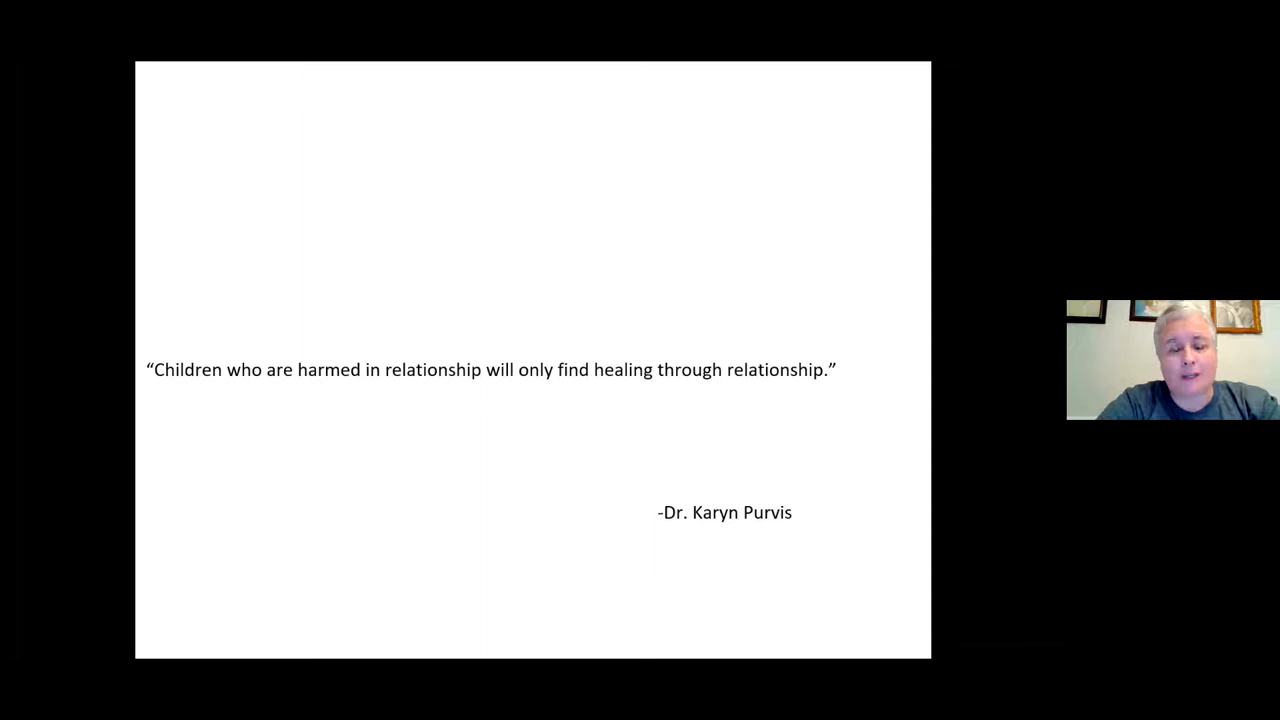 “Children who are harmed in relationship will only find healing through relationship.”
-Dr. Karyn Purvis